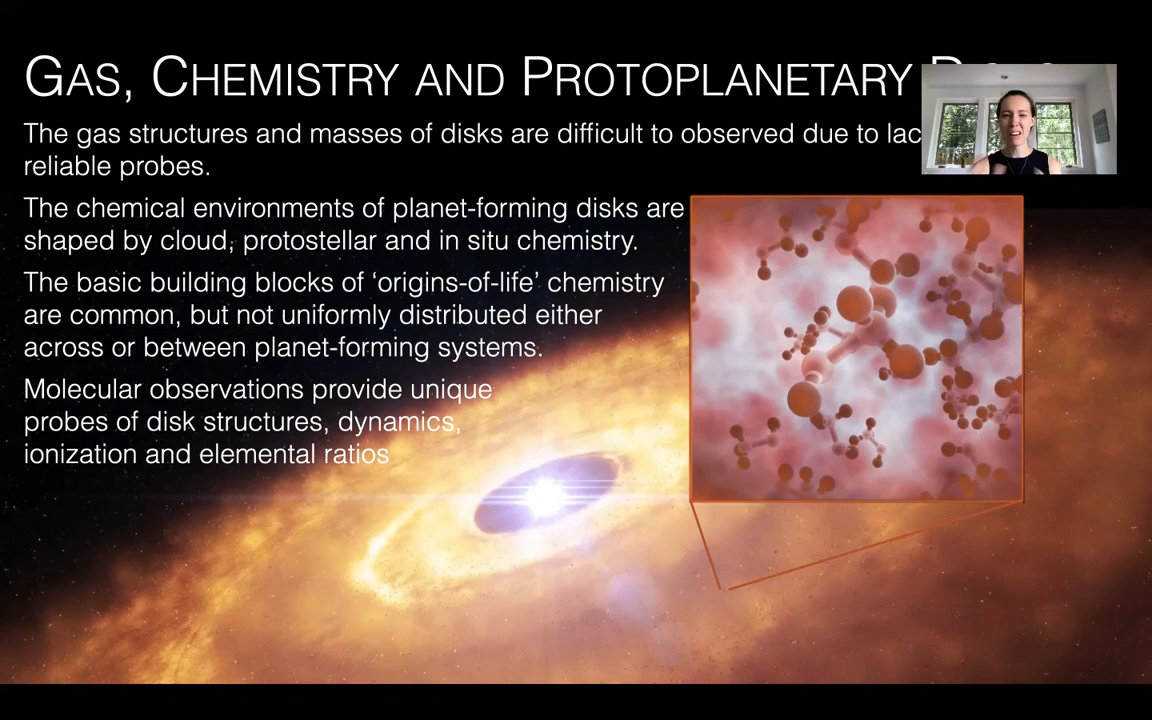 GAS, CHEMISTRY AND PROTOPLANETARY
The gas structures and masses of disks are difficult to observed due to lac
reliable probes.
The chemical environments of planet-forming disks are
shaped by cloud, protostellar and in situ chemistry.
The basic building blocks of ‘origins-of-life’ chemistry
are common, but not uniformly distributed either
across or between planet-forming systems.
Molecular observations provide unique
probes of disk structures, dynamics,
ionization and elemental ratios